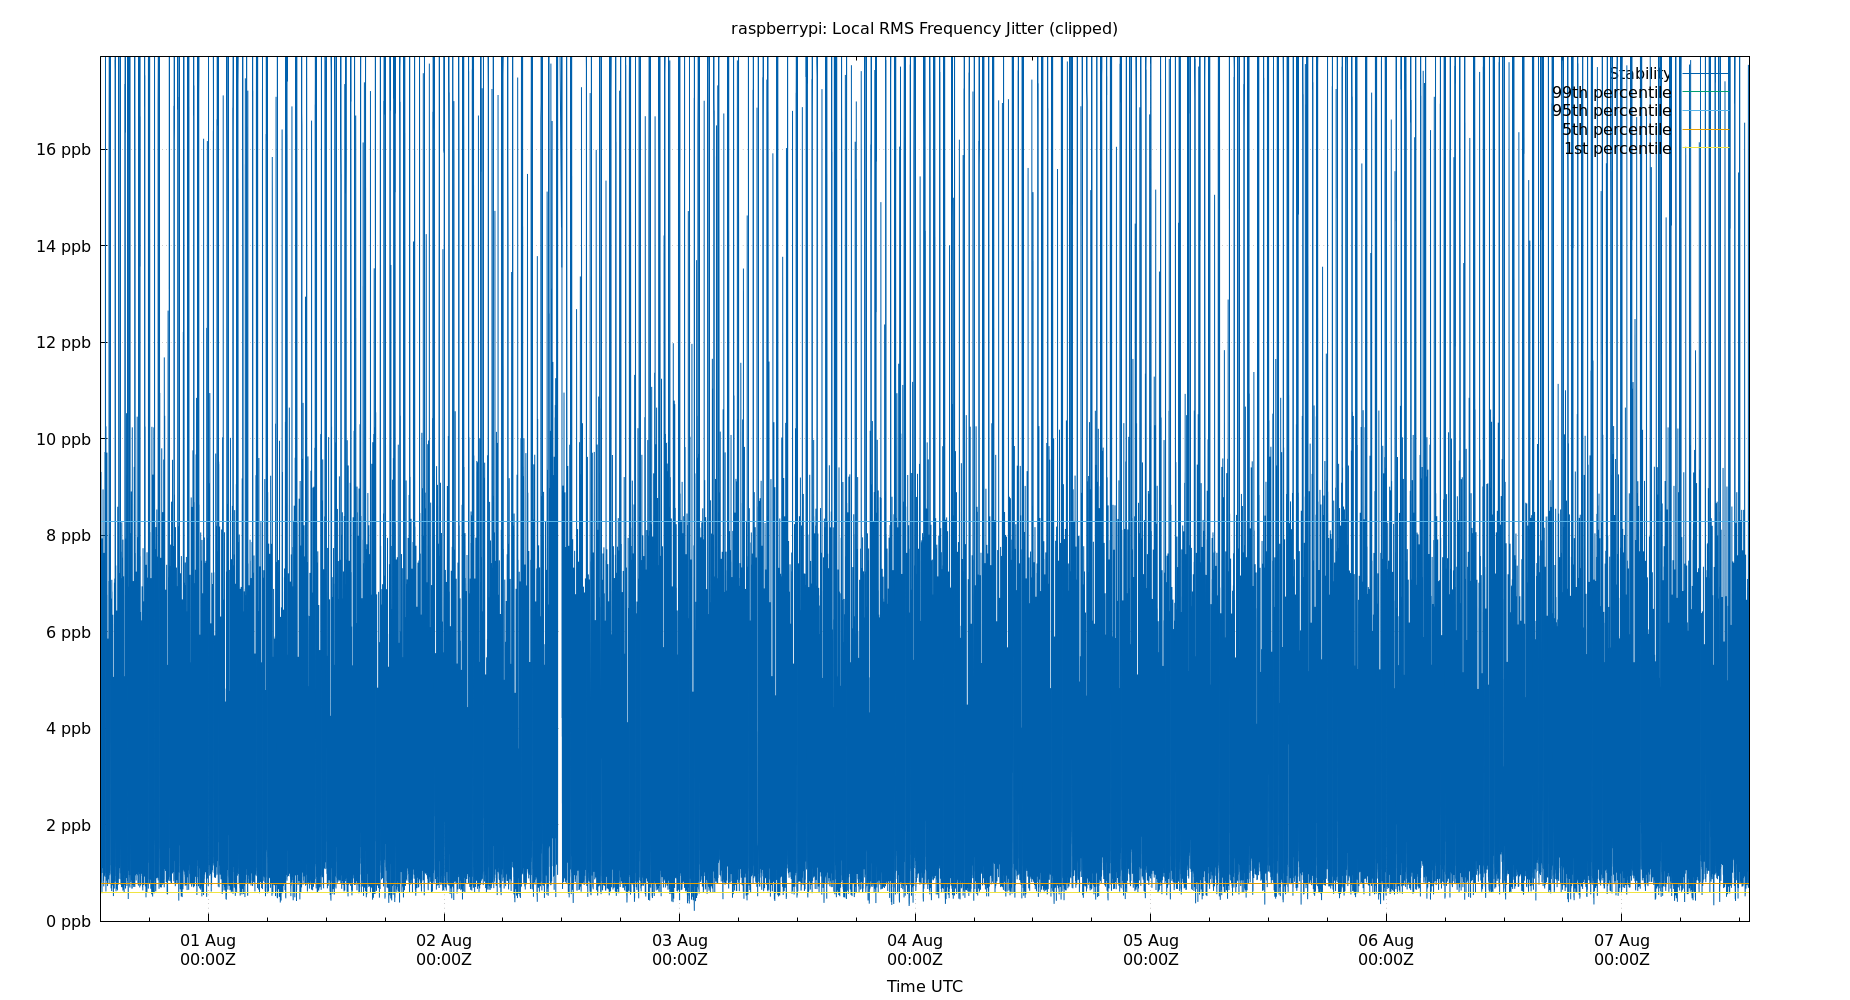 raspberrypi: Local RMS Frequency Jitter (clipped)
Stability
99th percentile
95th percentile
5th percentile
1st percentile
16 ppb
14 ppb
12 ppb
10 ppb
8 ppb
6 ppb
4 ppb
2 ppb
0 ppb
01 Aug 02 Aug 03 Aug 04 Aug 05 Aug 06 Aug 07 Aug
00:00Z 00:00Z 00:00Z 00:00Z 00:00Z 00:00Z 00:00Z
Time UTC